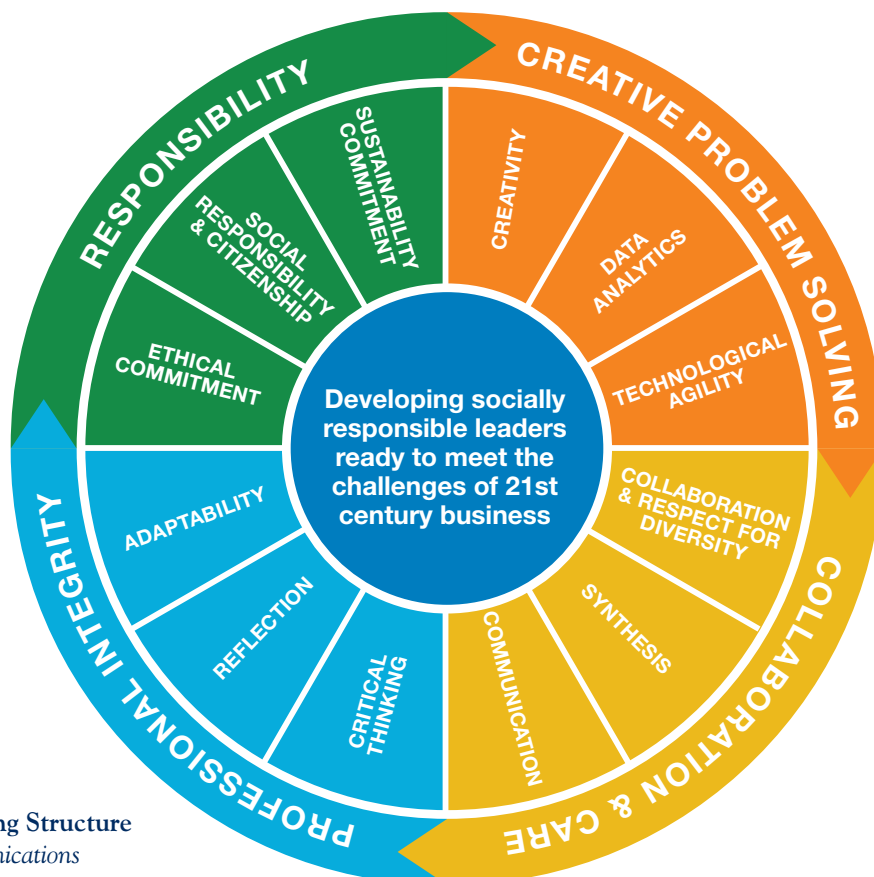 RESPONSIBILITY
CREATIVE PROBLEM SOLVING
COLLABORATION & CARE
PROFESSIONAL INTEGRITY
SUSTAINABILITY
COMMITMENT
SOCIAL
RESPONSIBILITY
& CITIZENSHIP
ETHICAL
COMMITMENT
CREATIVITY
DATA
ANALYTICS
TECHNOLOGICAL
AGILITY
COLLABORATION
& RESPECT FOR
DIVERSITY
SYNTHESIS
COMMUNICATION
CRITICAL
THINKING
REFLECTION
ADAPTABILITY
Developing socially
responsible leaders
ready to meet the
challenges of 21st
century business
Structure